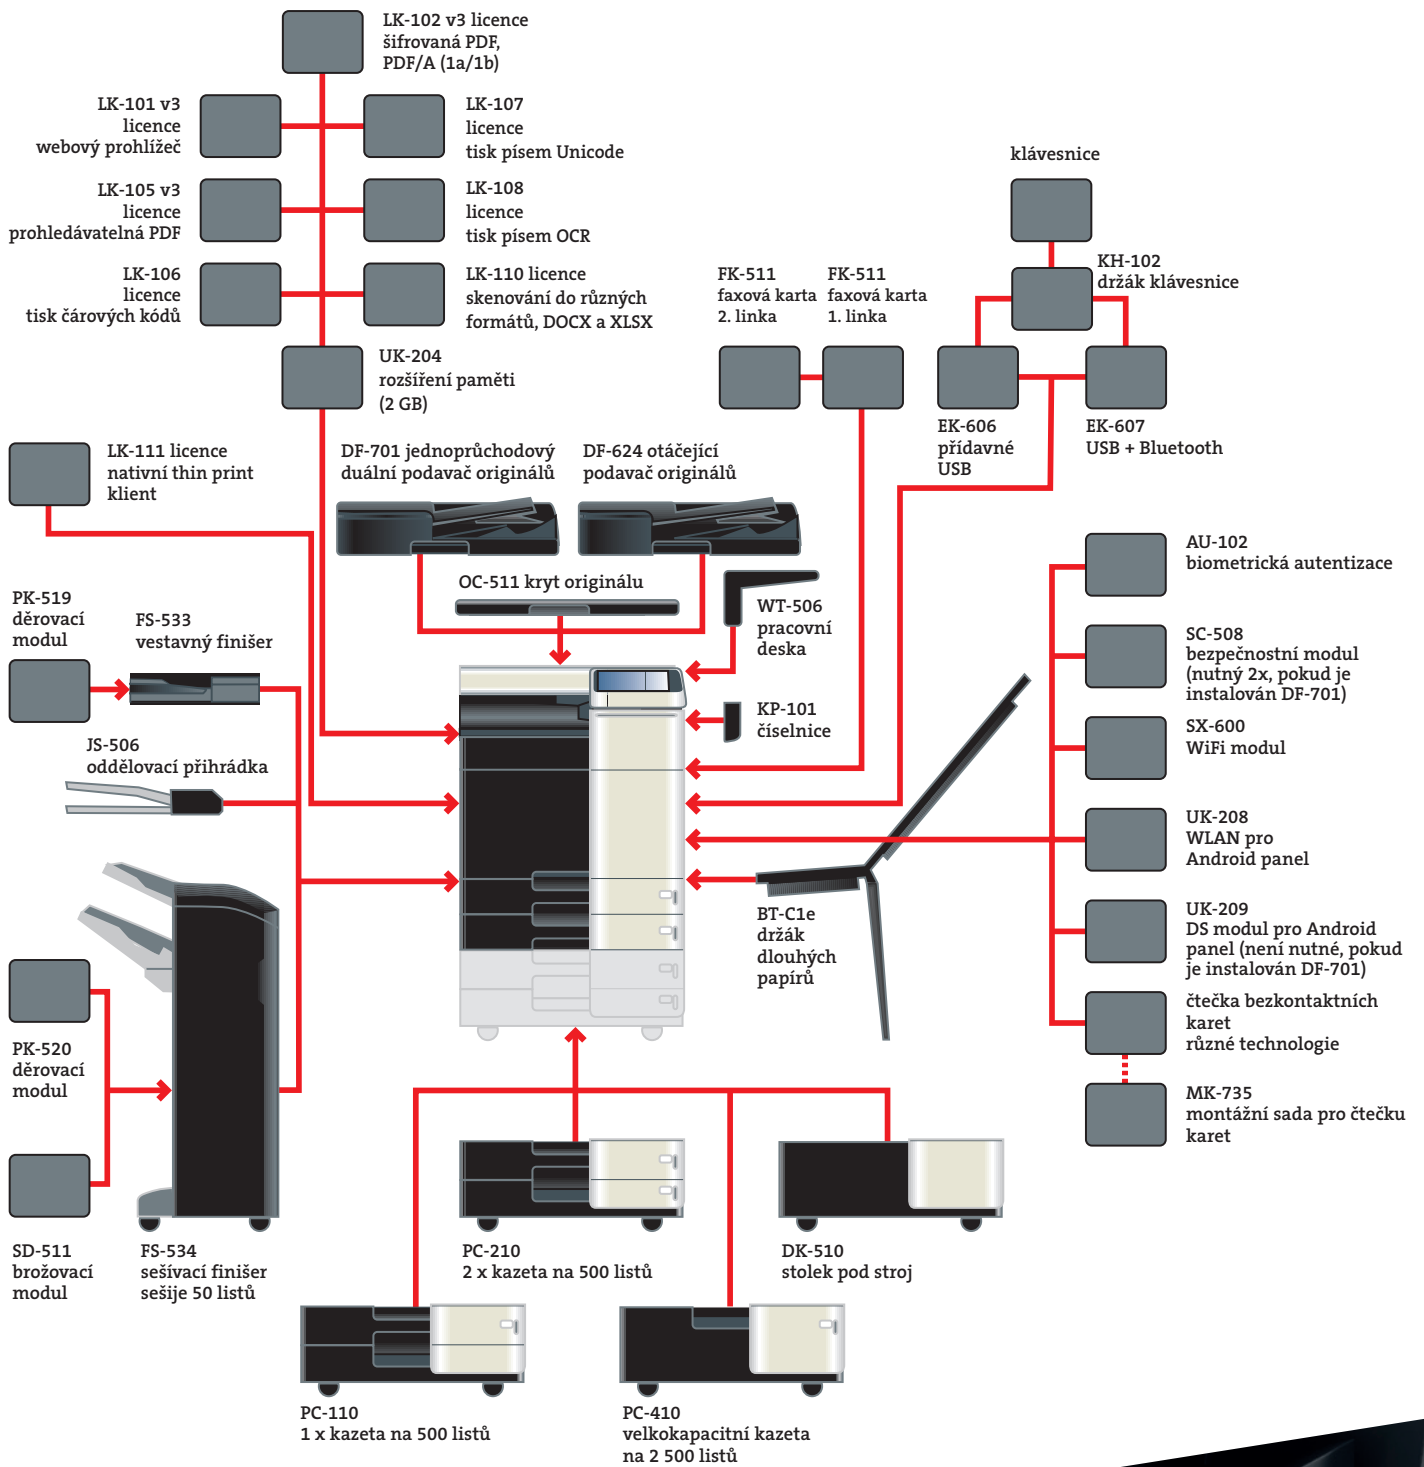 LK-102 v3 licence
šifrovaná PDF,
PDF/A (1a/1b)
LK-101 v3
licence
webový prohlížeč
LK-107
licence
tisk písem Unicode
LK-105 v3
licence
prohledávatelná PDF
LK-108
licence
tisk písem OCR
LK-106
licence
tisk čárových kódů
LK-110 licence
skenování do různých
formátů, DOCX a XLSX
UK-204
rozšíření paměti
(2 GB)
klávesnice
KH-102
držák klávesnice
FK-511
faxová karta
2. linka
FK-511
faxová karta
1. linka
EK-606
přídavné
USB
EK-607
USB + Bluetooth
LK-111 licence
nativní thin print
klient
DF-701 jednoprůchodový
duální podavač originálů
DF-624 otáčející
podavač originálů
OC-511 kryt originálu
WT-506
pracovní
deska
KP-101
číselnice
PK-519
děrovací
modul
FS-533
vestavný finišer
JS-506
oddělovací přihrádka
AU-102
biometrická autentizace
SC-508
bezpečnostní modul
(nutný 2x, pokud je
instalován DF-701)
SX-600
WiFi modul
UK-208
WLAN pro
Android panel
UK-209
DS modul pro Android
panel (není nutné, pokud
je instalován DF-701)
čtečka bezkontaktních
karet
různé technologie
MK-735
montážní sada pro čtečku
karet
BT-C1e
držák
dlouhých
papírů
PK-520
děrovací
modul
SD-511
brožovací
modul
FS-534
sešívací finišer
sešije 50 listů
PC-210
2 x kazeta na 500 listů
DK-510
stolek pod stroj
PC-110
1 x kazeta na 500 listů
PC-410
velkokapacitní kazeta
na 2 500 listů